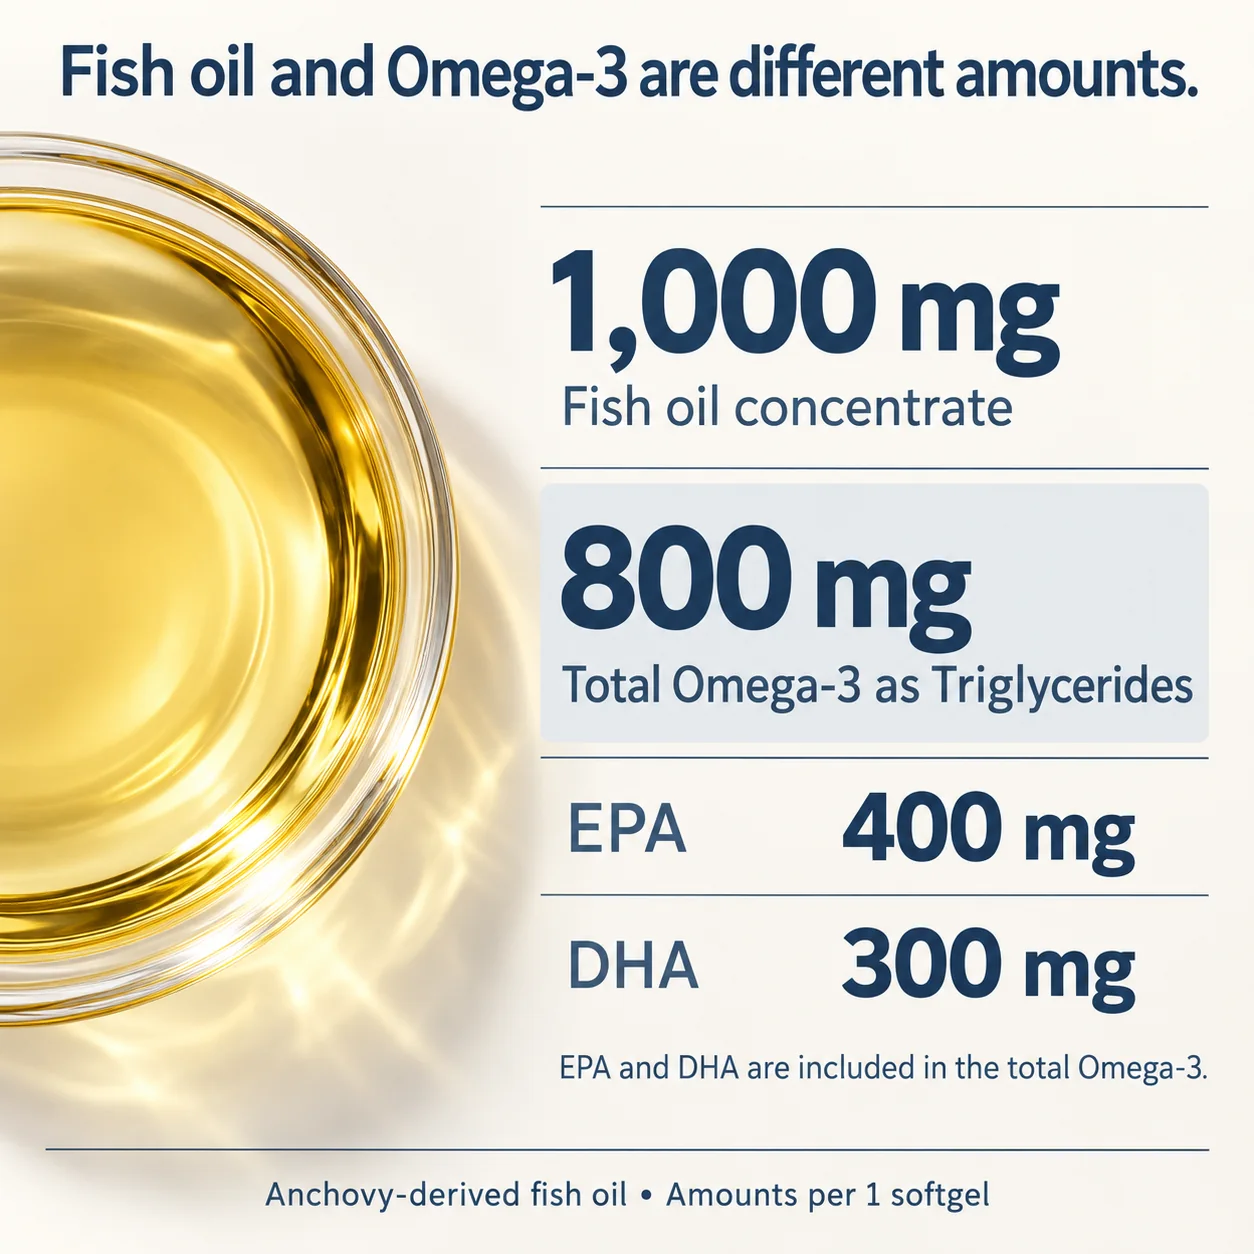 Fish oil and Omega-3 are different amounts.
1,000 mg
Fish oil concentrate
800 mg
Total Omega-3 as Triglycerides
EPA 400 mg
DHA 300 mg
EPA and DHA are included in the total Omega-3.
Anchovy-derived fish oil • Amounts per 1 softgel